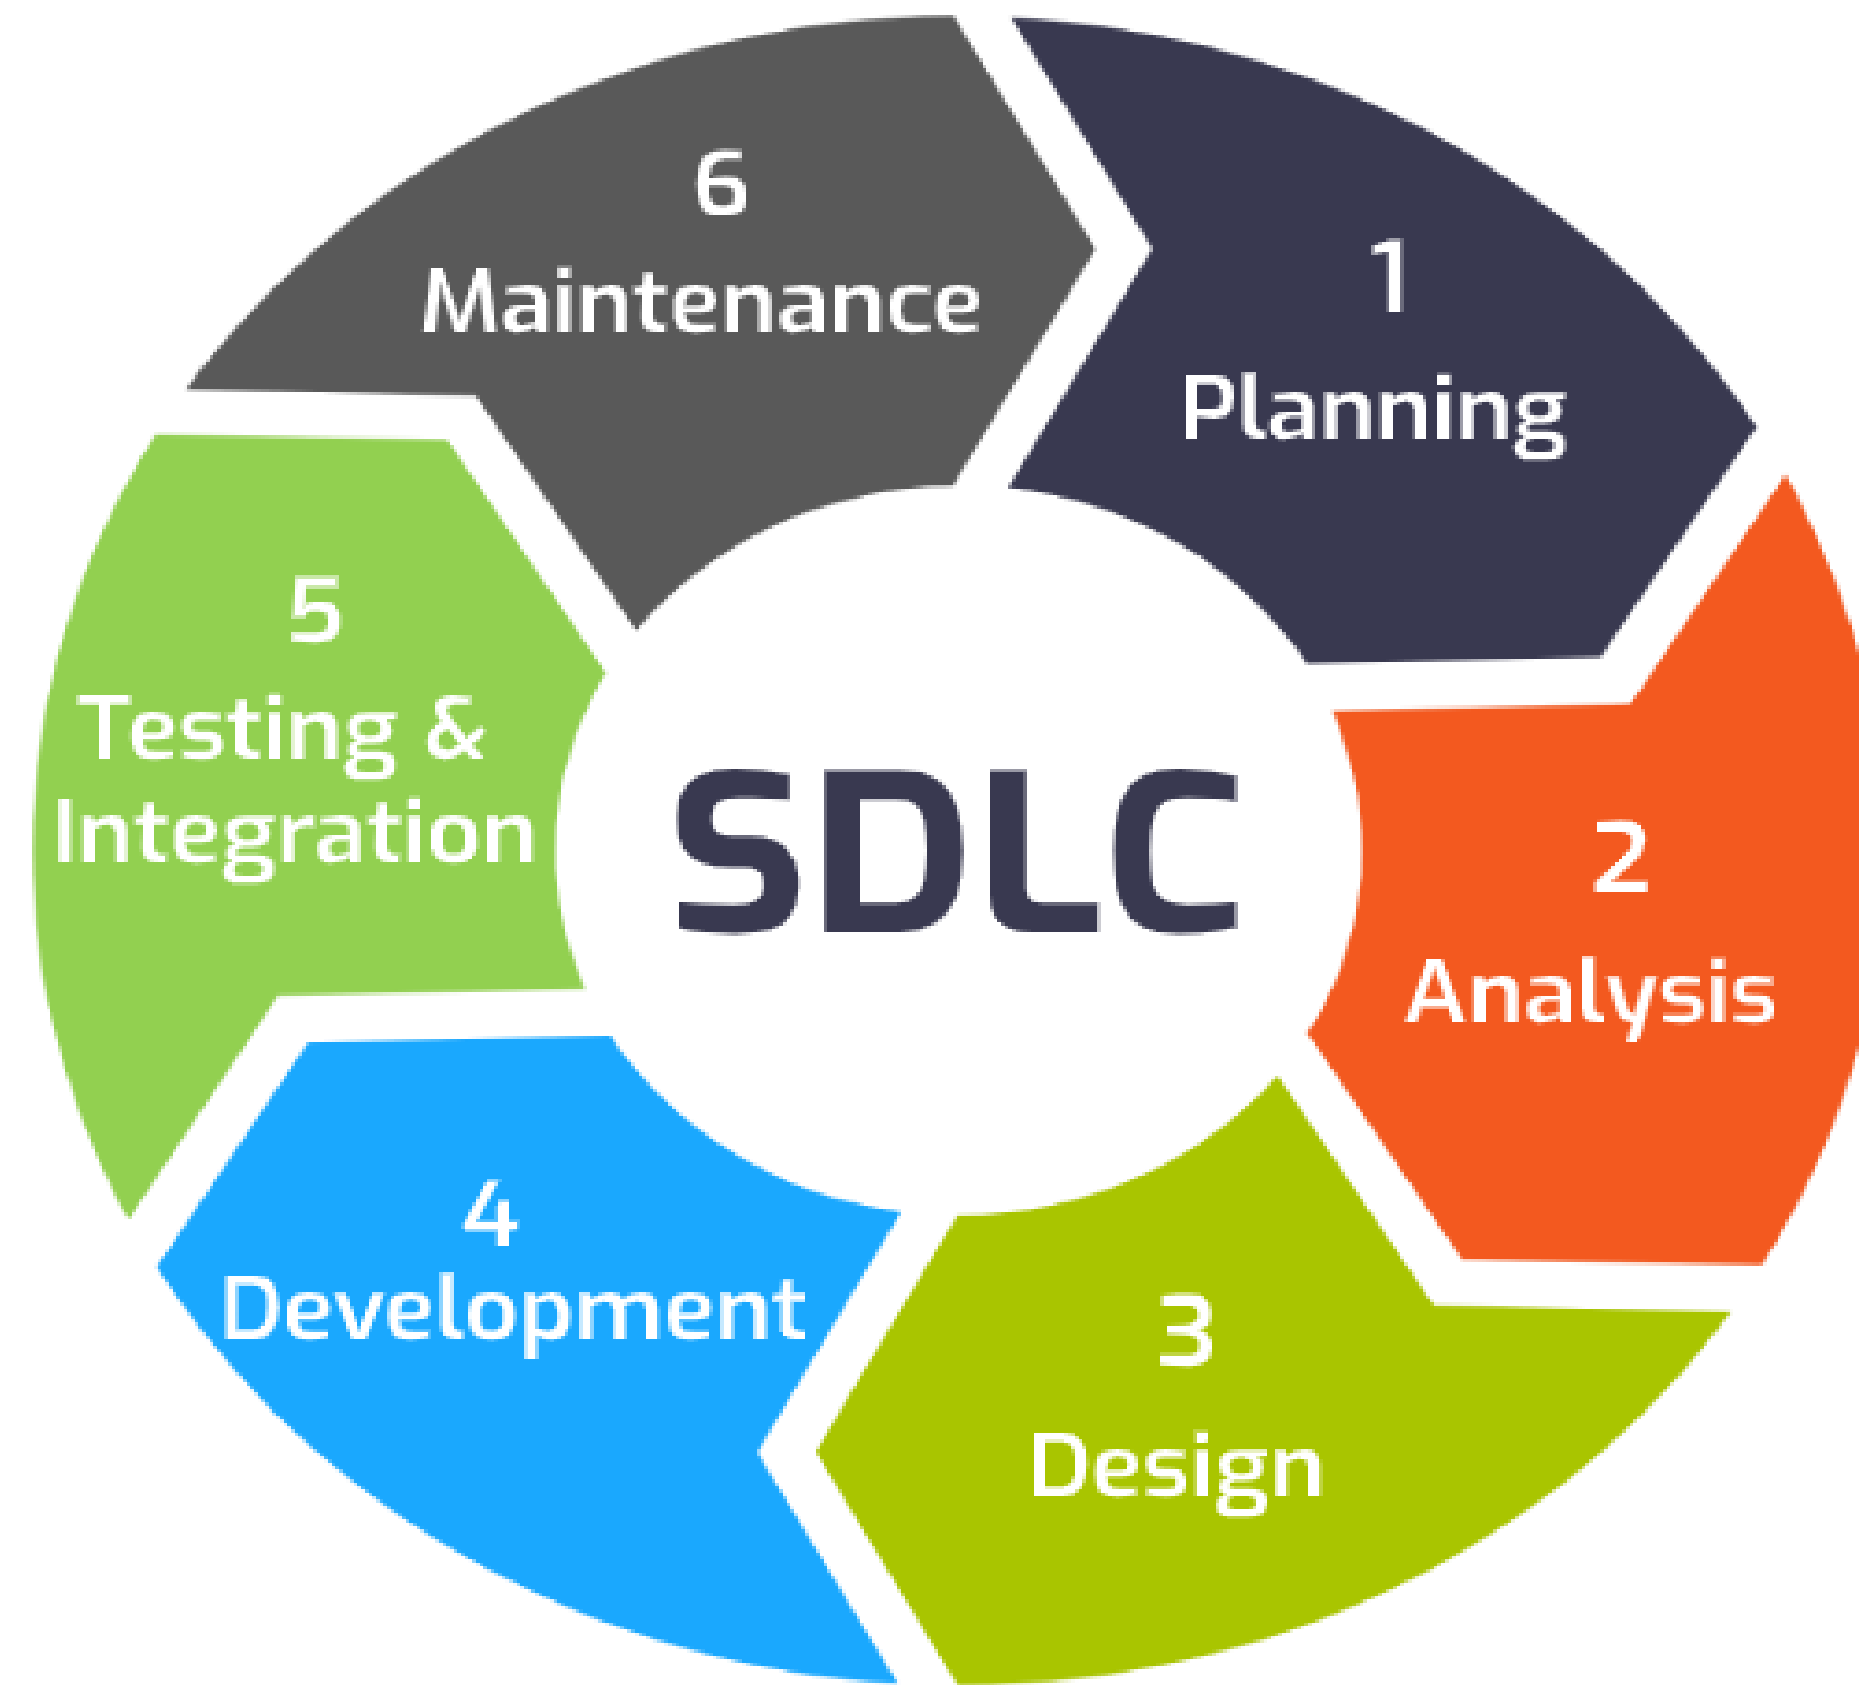 1
Planning
2
Analysis
3
Design
4
Development
5
Testing &
Integration
6
Maintenance
SDLC